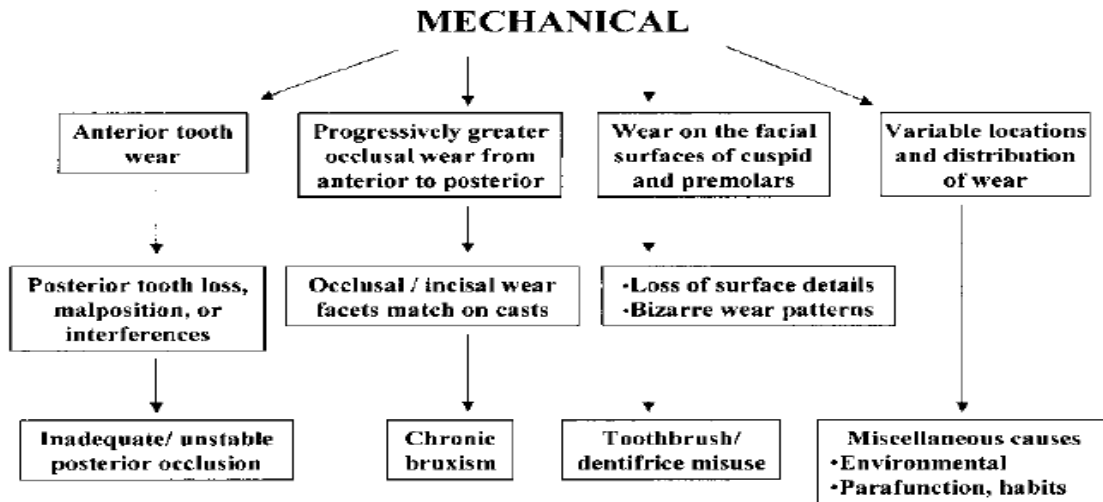 MECHANICAL
Anterior tooth
wear
Progressively greater
occlusal wear from
anterior to posterior
Wear on the facial
surfaces of cuspid
and premolars
Variable locations
and distribution
of wear
Posterior tooth loss,
malposition, or
interferences
Occlusal / incisal wear
facets match on casts
•Loss of surface details
•Bizarre wear patterns
Inadequate/ unstable
posterior occlusion
Chronic
bruxism
Toothbrush/
dentifrice misuse
Miscellaneous causes
•Environmental
•Parafunction, habits